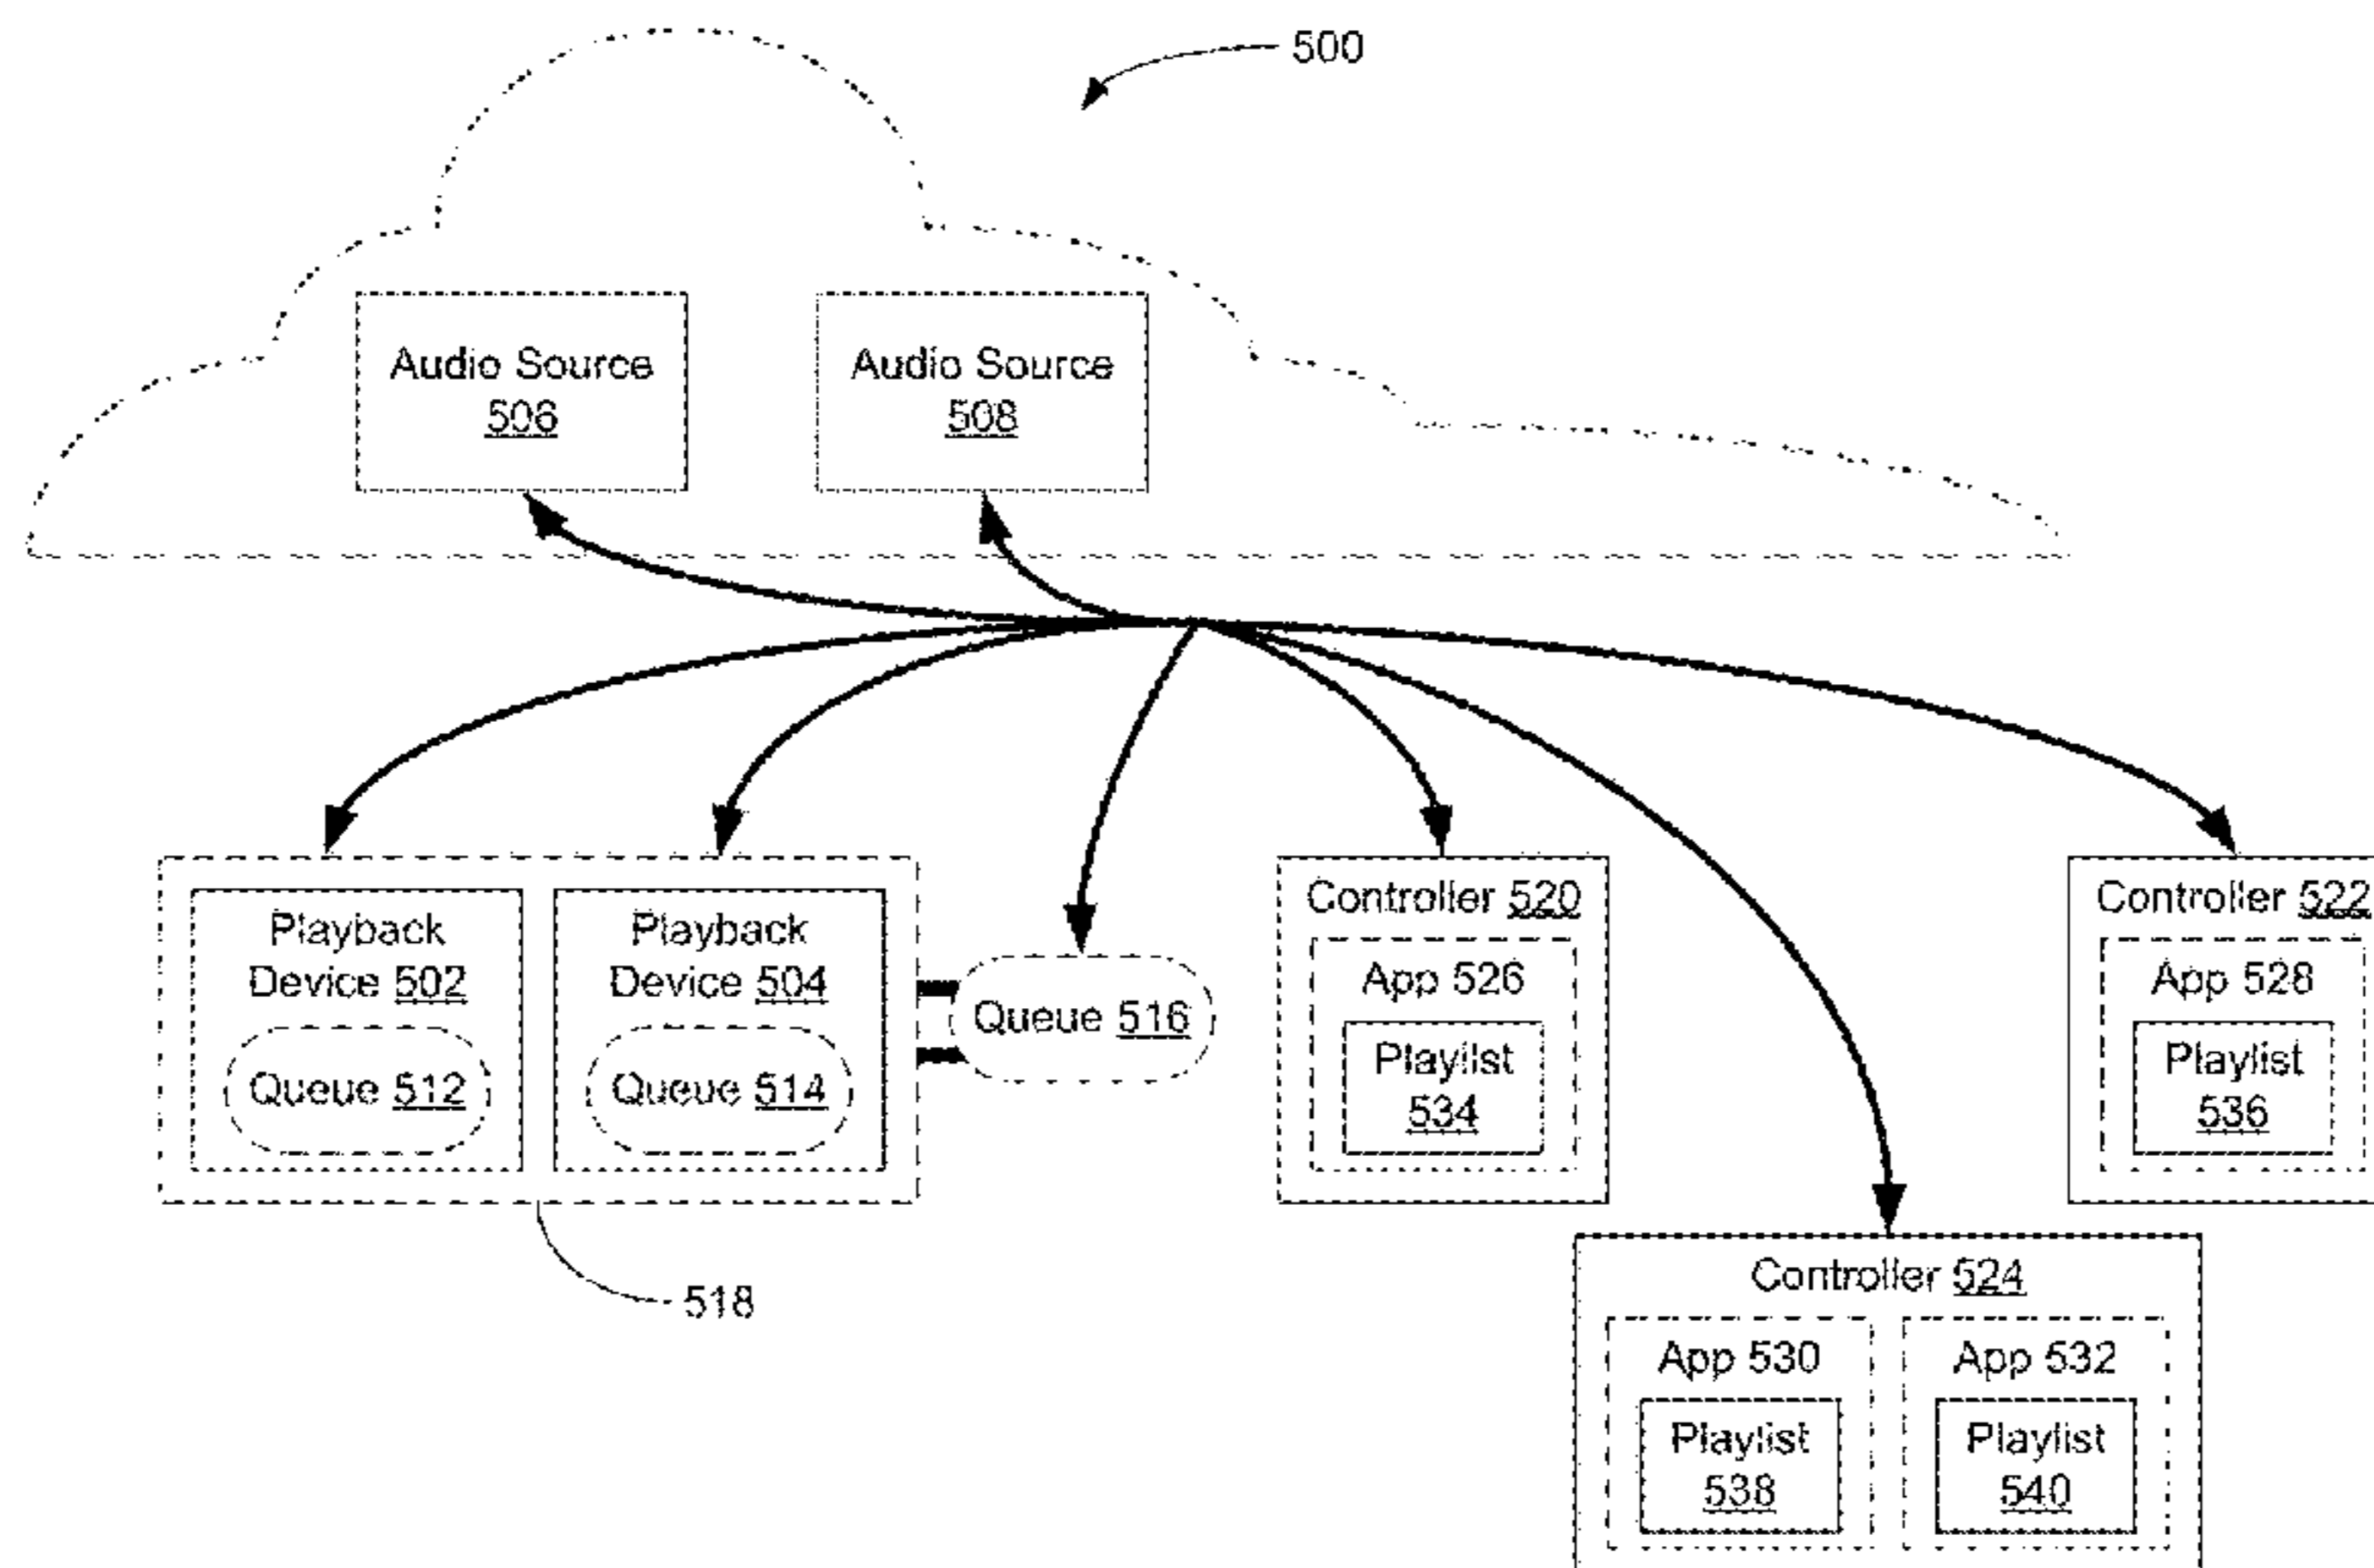 500
Audio Source
506
Audio Source
508
Playback
Device 502
Queue 512
Playback
Device 504
Queue 514
Queue 516
518
Controller 520
App 526
Playlist
534
Controller 522
App 528
Playlist
536
Controller 524
App 530
Playlist
538
App 532
Playlist
540